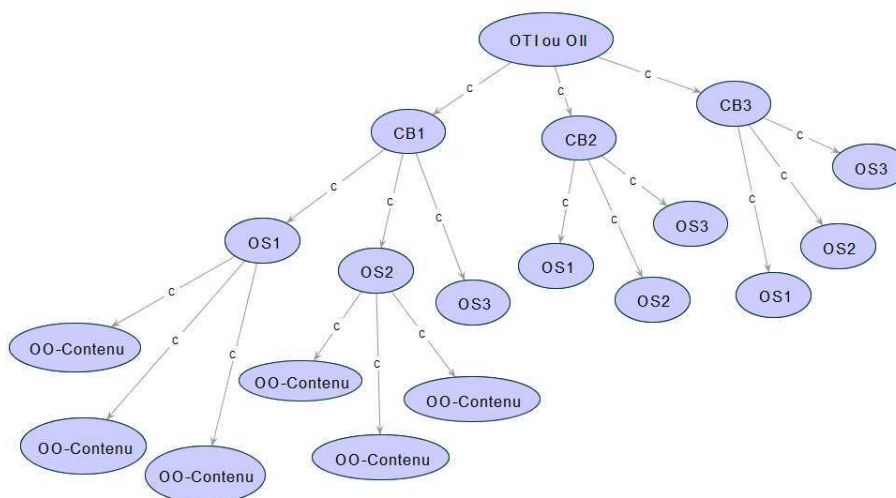 OTI ou OII
c
c
c
CB1
CB2
CB3
c
c
c
c
c
c
c
c
c
OS1
OS2
OS3
OS1
OS2
OS3
OS1
OS2
OS3
c
c
c
c
c
c
OO-Contenu
OO-Contenu
OO-Contenu
OO-Contenu
OO-Contenu
OO-Contenu